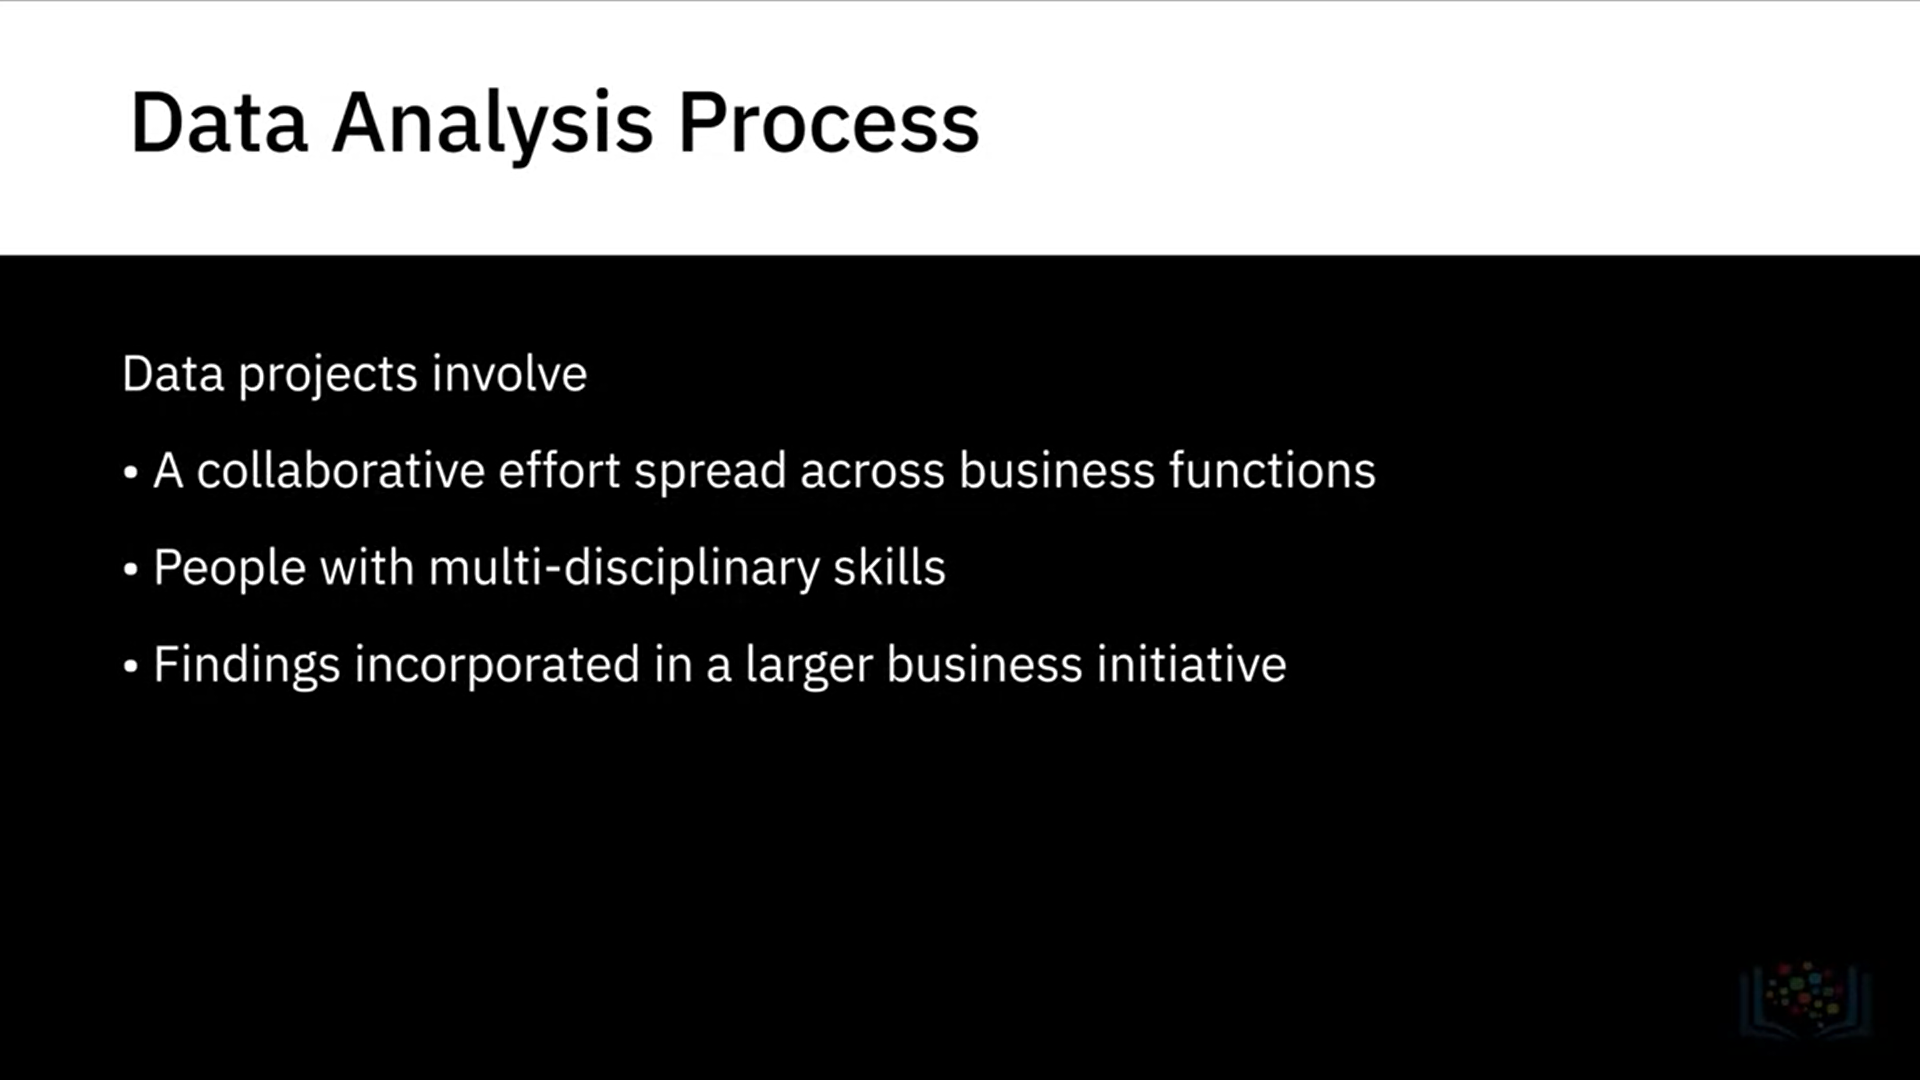 Data Analysis Process
Data projects involve
• A collaborative effort spread across business functions
• People with multi-disciplinary skills
• Findings incorporated in a larger business initiative